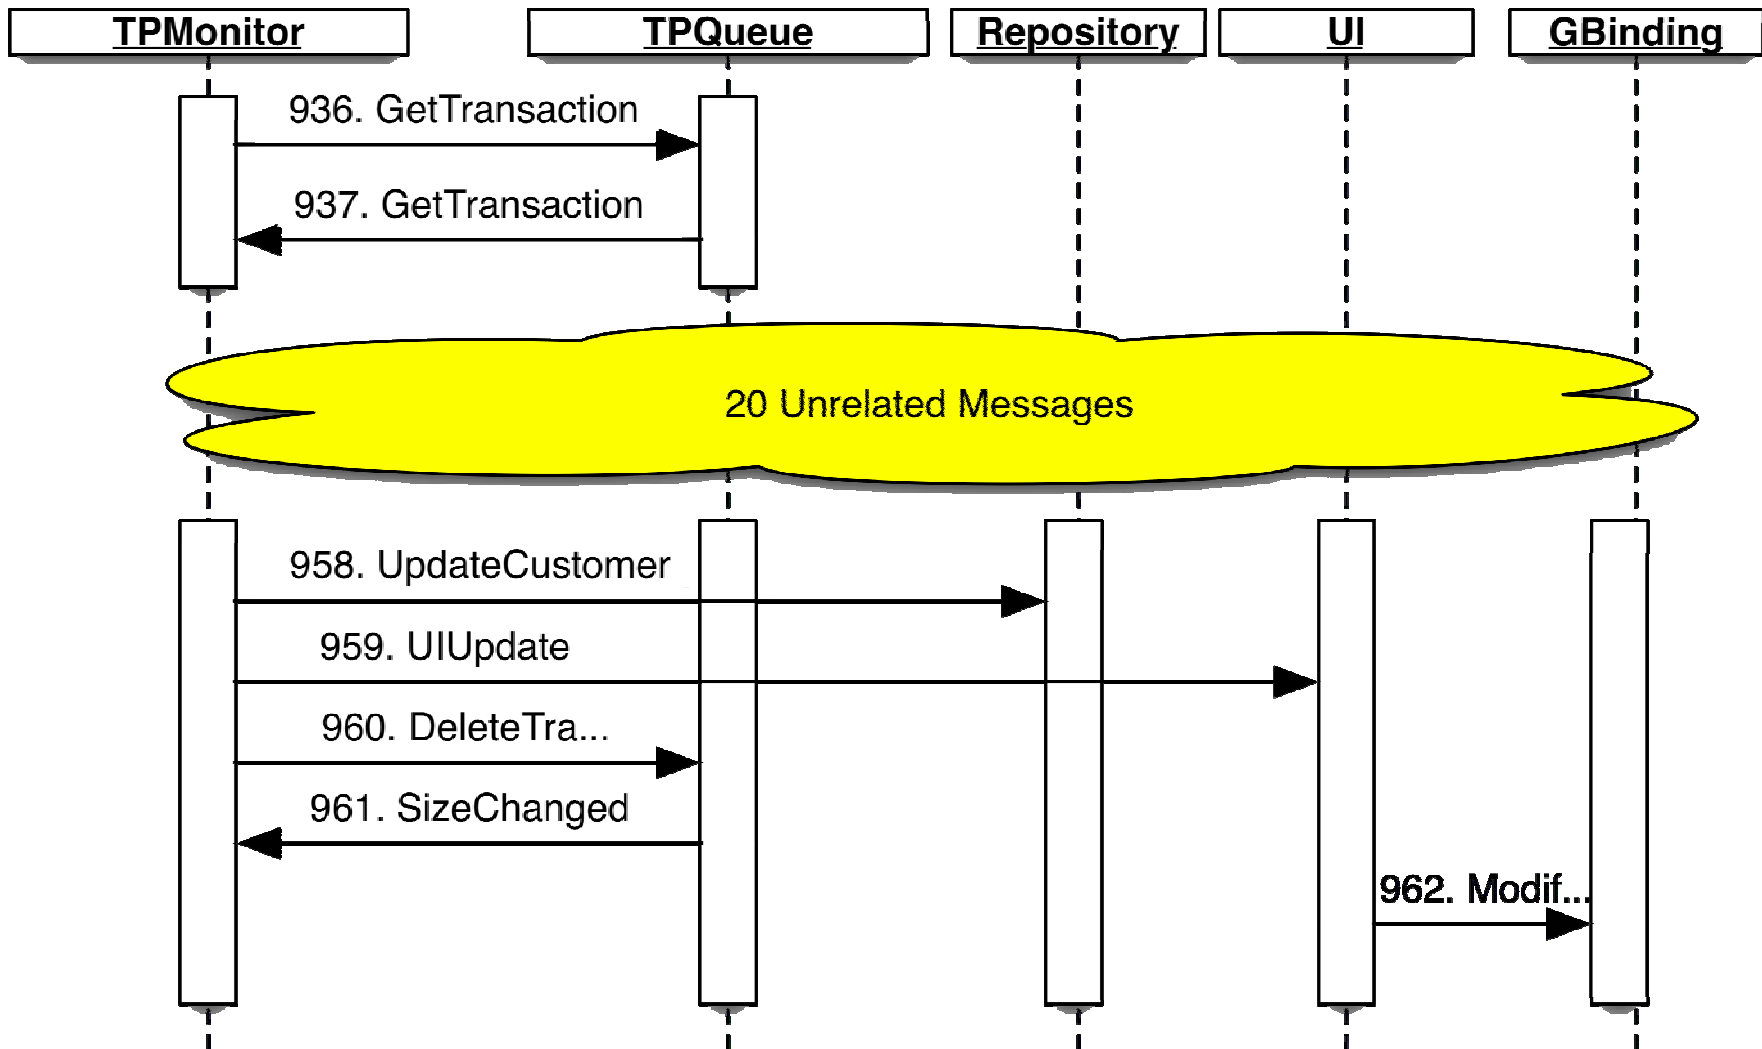 TPMonitor TPQueue Repository UI GBinding
936. GetTransaction
937. GetTransaction
20 Unrelated Messages
958. UpdateCustomer
959. UIUpdate
960. DeleteTra...
961. SizeChanged
962. Modif...